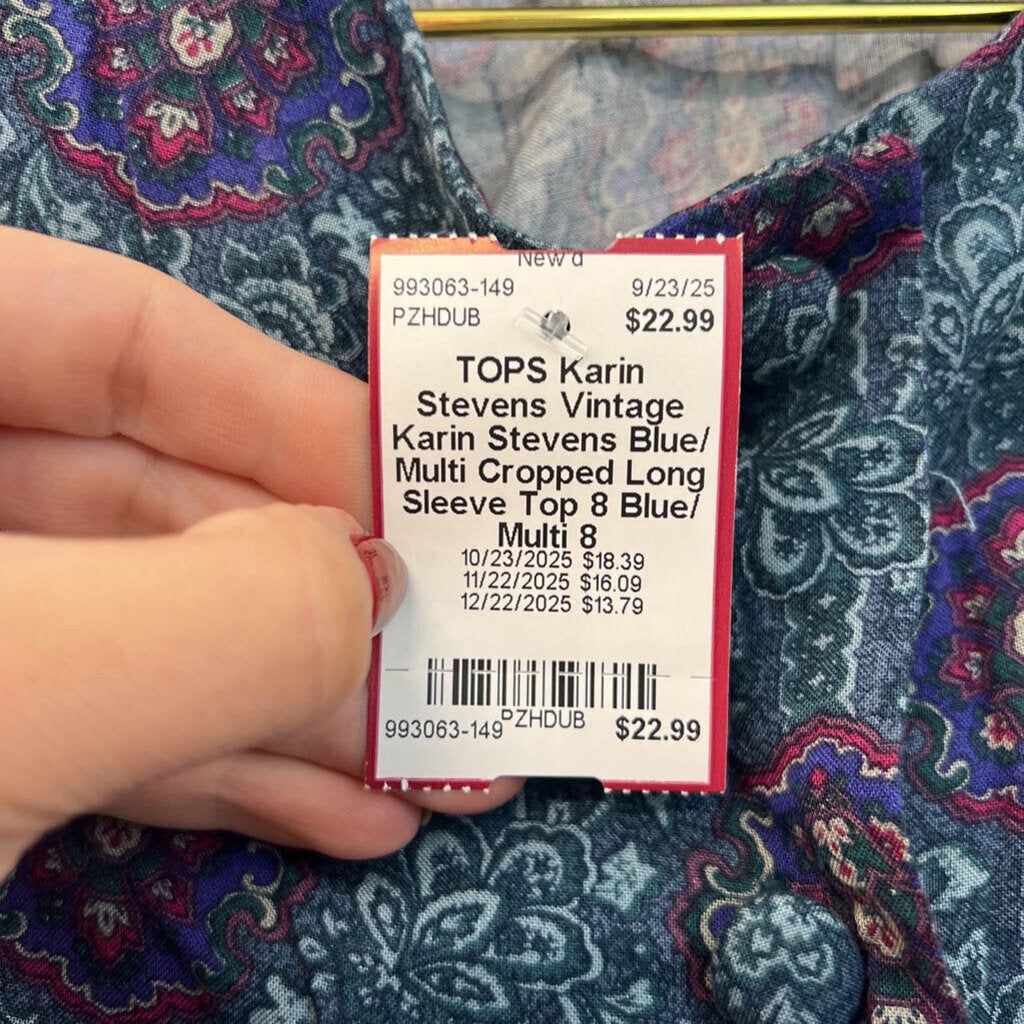 New d
993063-149 9/23/25
PZHDUB $22.99
TOPS Karin
Stevens Vintage
Karin Stevens Blue/
Multi Cropped Long
Sleeve Top 8 Blue/
Multi 8
10/23/2025 $18.39
11/22/2025 $16.09
12/22/2025 $13.79
993063-149 PZHDUB $22.99